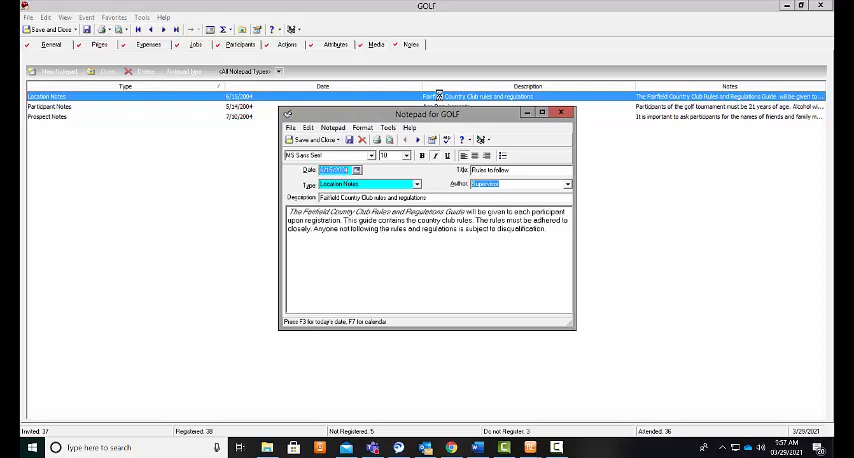 GOLF
File Edit View Event Favorites Tools Help
Save and Close
General Prices Expenses Jobs Participants Actions Attributes Media Notes
New Notepad Open Delete Notepad type: <All Notepad Types>
Type / Date Description Notes
Location Notes 6/15/2004 Fairfield Country Club rules and regulations The Fairfield Country Club Rules and Regulations Guide will be given to...
Participant Notes 5/14/2004 Participants of the golf tournament must be 21 years of age. Alcohol wi...
Prospect Notes 7/10/2004 It is important to ask participants for the names of friends and family m...
Notepad for GOLF
File Edit Notepad Format Tools Help
Save and Close
MS Sans Serif 10 B I U
Date: 6/15/2004 Title: Rules to follow
Type: Location Notes Author: Supervisor
Description: Fairfield Country Club rules and regulations
The Fairfield Country Club Rules and Regulations Guide will be given to each participant
upon registration. This guide contains the country club rules. The rules must be adhered to
closely. Anyone not following the rules and regulations is subject to disqualification.
Press F3 for today's date, F7 for calendar
Invited: 37 Registered: 38 Not Registered: 5 Do not Register: 3 Attended: 36 3/29/2021
Type here to search
9:57 AM
03/29/2021
20